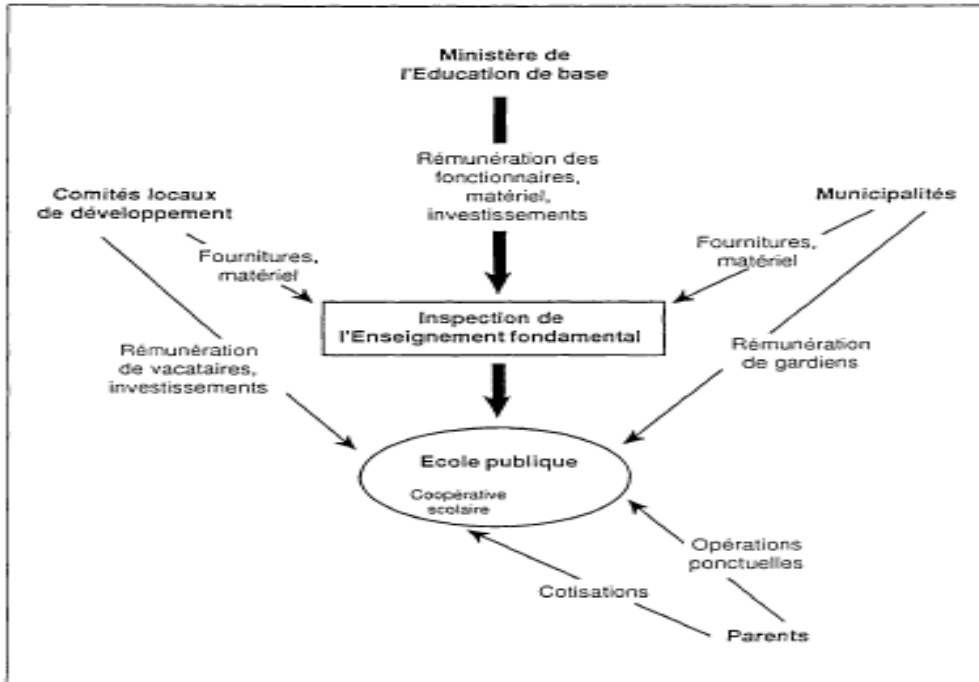 Ministère de
l'Education de base
Rémunération des
fonctionnaires,
matériel,
investissements
Comités locaux
de développement
Municipalités
Fournitures,
matériel
Fournitures,
matériel
Inspection de
l'Enseignement fondamental
Rémunération
de vacataires,
investissements
Rémunération
de gardiens
Ecole publique
Coopérative
scolaire
Opérations
ponctuelles
Cotisations
Parents